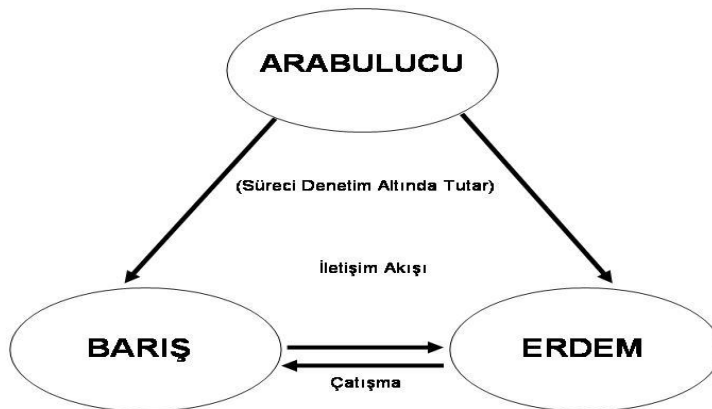 ARABULUCU
(Süreci Denetim Altında Tutar)
İletişim Akışı
BARIŞ
ERDEM
Çatışma